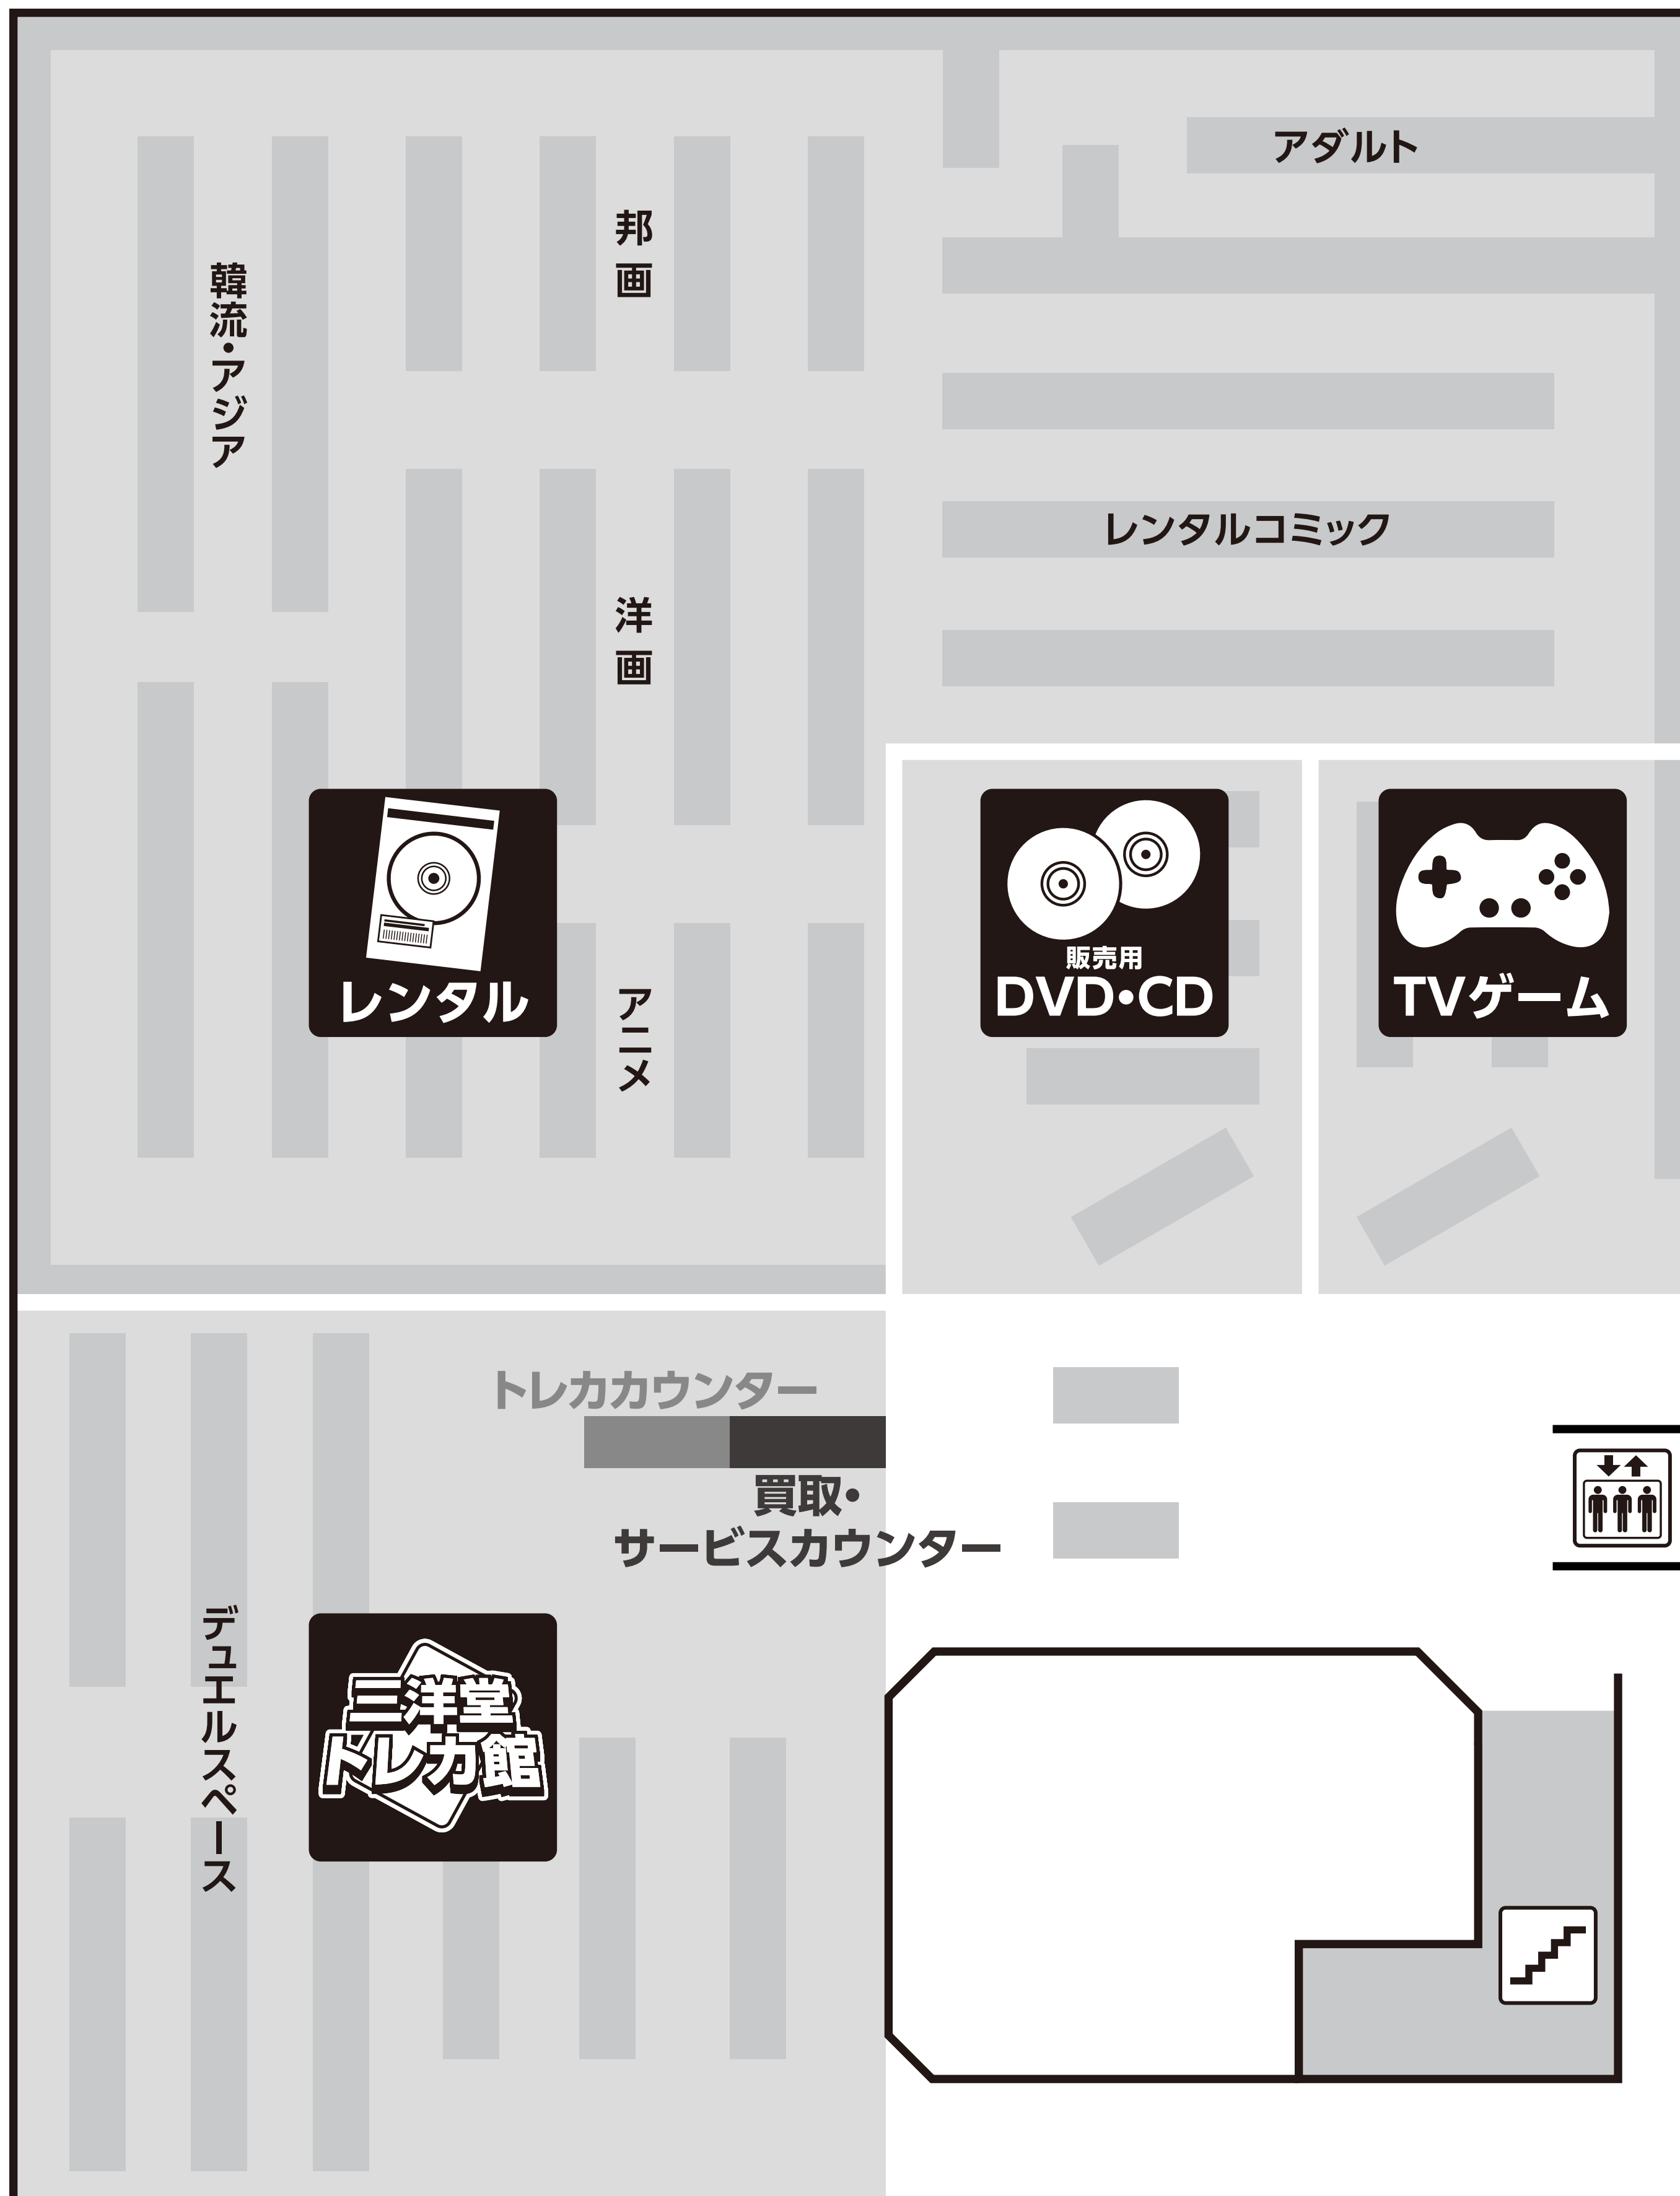 アダルト
邦画
韓流・アジア
レンタルコミック
洋画
レンタル
販売用
DVD・CD
TVゲーム
アニメ
トレカカウンター
買取・
サービスカウンター
デュエルスペース
三洋堂
トレカ館